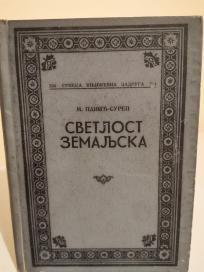 СРПСКА КЊИЖЕВНА ЗАДРУГА
М. ПАНИЋ-СУРЕП
СВЕТЛОСТ
ЗЕМАЉСКА